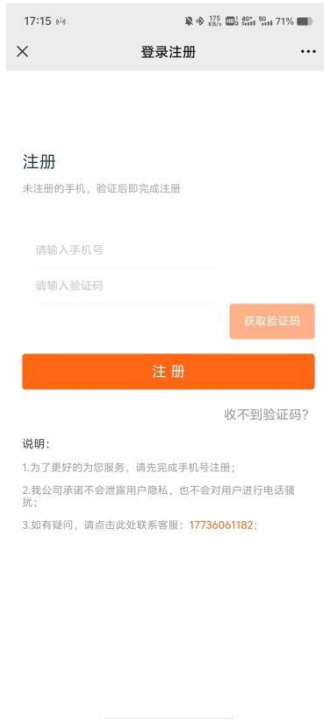 17:15
175 KB/s HD 4G+ 5G 71%
登录注册
注册
未注册的手机，验证后即完成注册
请输入手机号
请输入验证码
获取验证码
注 册
收不到验证码?
说明：
1.为了更好的为您服务，请先完成手机号注册；
2.我公司承诺不会泄露用户隐私，也不会对用户进行电话骚
扰；
3.如有疑问，请点击此处联系客服：17736061182；